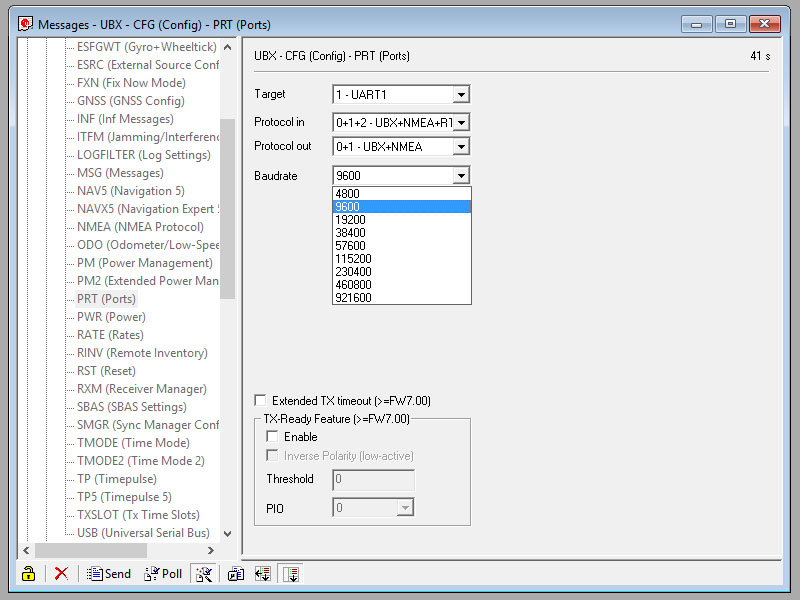 Messages - UBX - CFG (Config) - PRT (Ports)
ESFGWT (Gyro+Wheeltick)
ESRC (External Source Conf
FXN (Fix Now Mode)
GNSS (GNSS Config)
INF (Inf Messages)
ITFM (Jamming/Interferenc
LOGFILTER (Log Settings)
MSG (Messages)
NAV5 (Navigation 5)
NAVX5 (Navigation Expert 5
NMEA (NMEA Protocol)
ODO (Odometer/Low-Spee
PM (Power Management)
PM2 (Extended Power Man
PRT (Ports)
PWR (Power)
RATE (Rates)
RINV (Remote Inventory)
RST (Reset)
RXM (Receiver Manager)
SBAS (SBAS Settings)
SMGR (Sync Manager Conf
TMODE (Time Mode)
TMODE2 (Time Mode 2)
TP (Timepulse)
TP5 (Timepulse 5)
TXSLOT (Tx Time Slots)
USB (Universal Serial Bus)
UBX - CFG (Config) - PRT (Ports) 41 s
Target 1 - UART1
Protocol in 0+1+2 - UBX+NMEA+RT
Protocol out 0+1 - UBX+NMEA
Baudrate 9600
4800
9600
19200
38400
57600
115200
230400
460800
921600
Extended TX timeout (>=FW7.00)
TX-Ready Feature (>=FW7.00)
Enable
Inverse Polarity (low-active)
Threshold 0
PIO 0
Send Poll